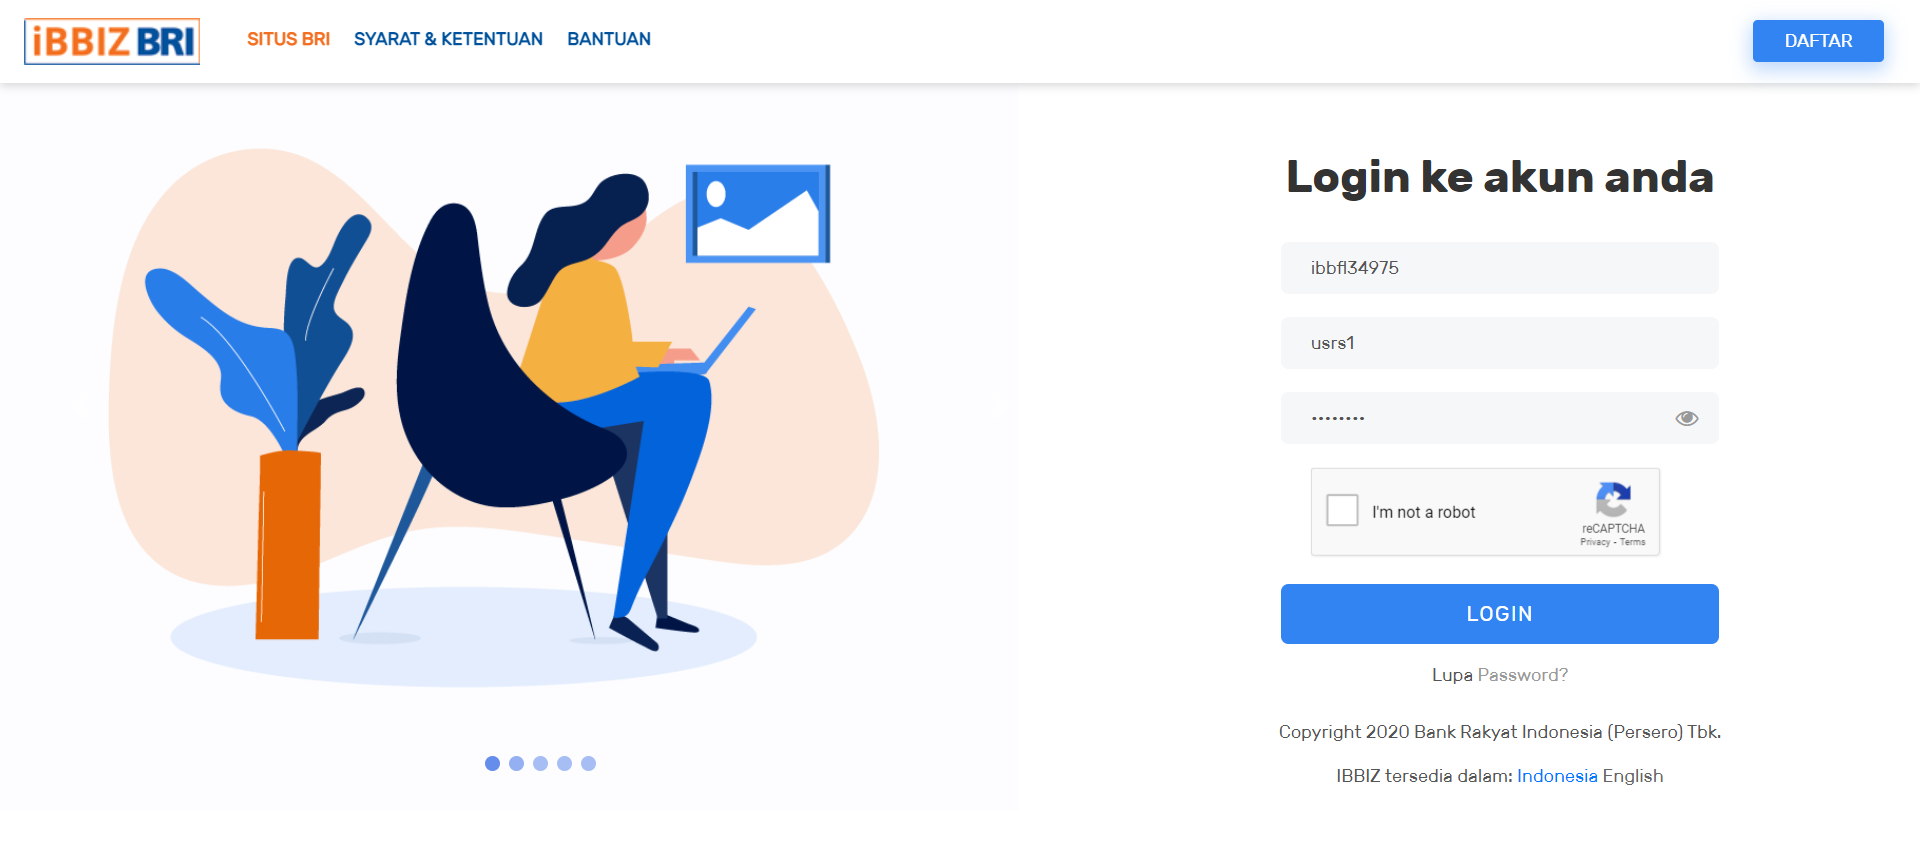 iBBIZ BRI
SITUS BRI
SYARAT & KETENTUAN
BANTUAN
DAFTAR
Login ke akun anda
ibbfl34975
usrs1
••••••••
I'm not a robot
reCAPTCHA
Privacy - Terms
LOGIN
Lupa Password?
Copyright 2020 Bank Rakyat Indonesia (Persero) Tbk.
IBBIZ tersedia dalam: Indonesia English